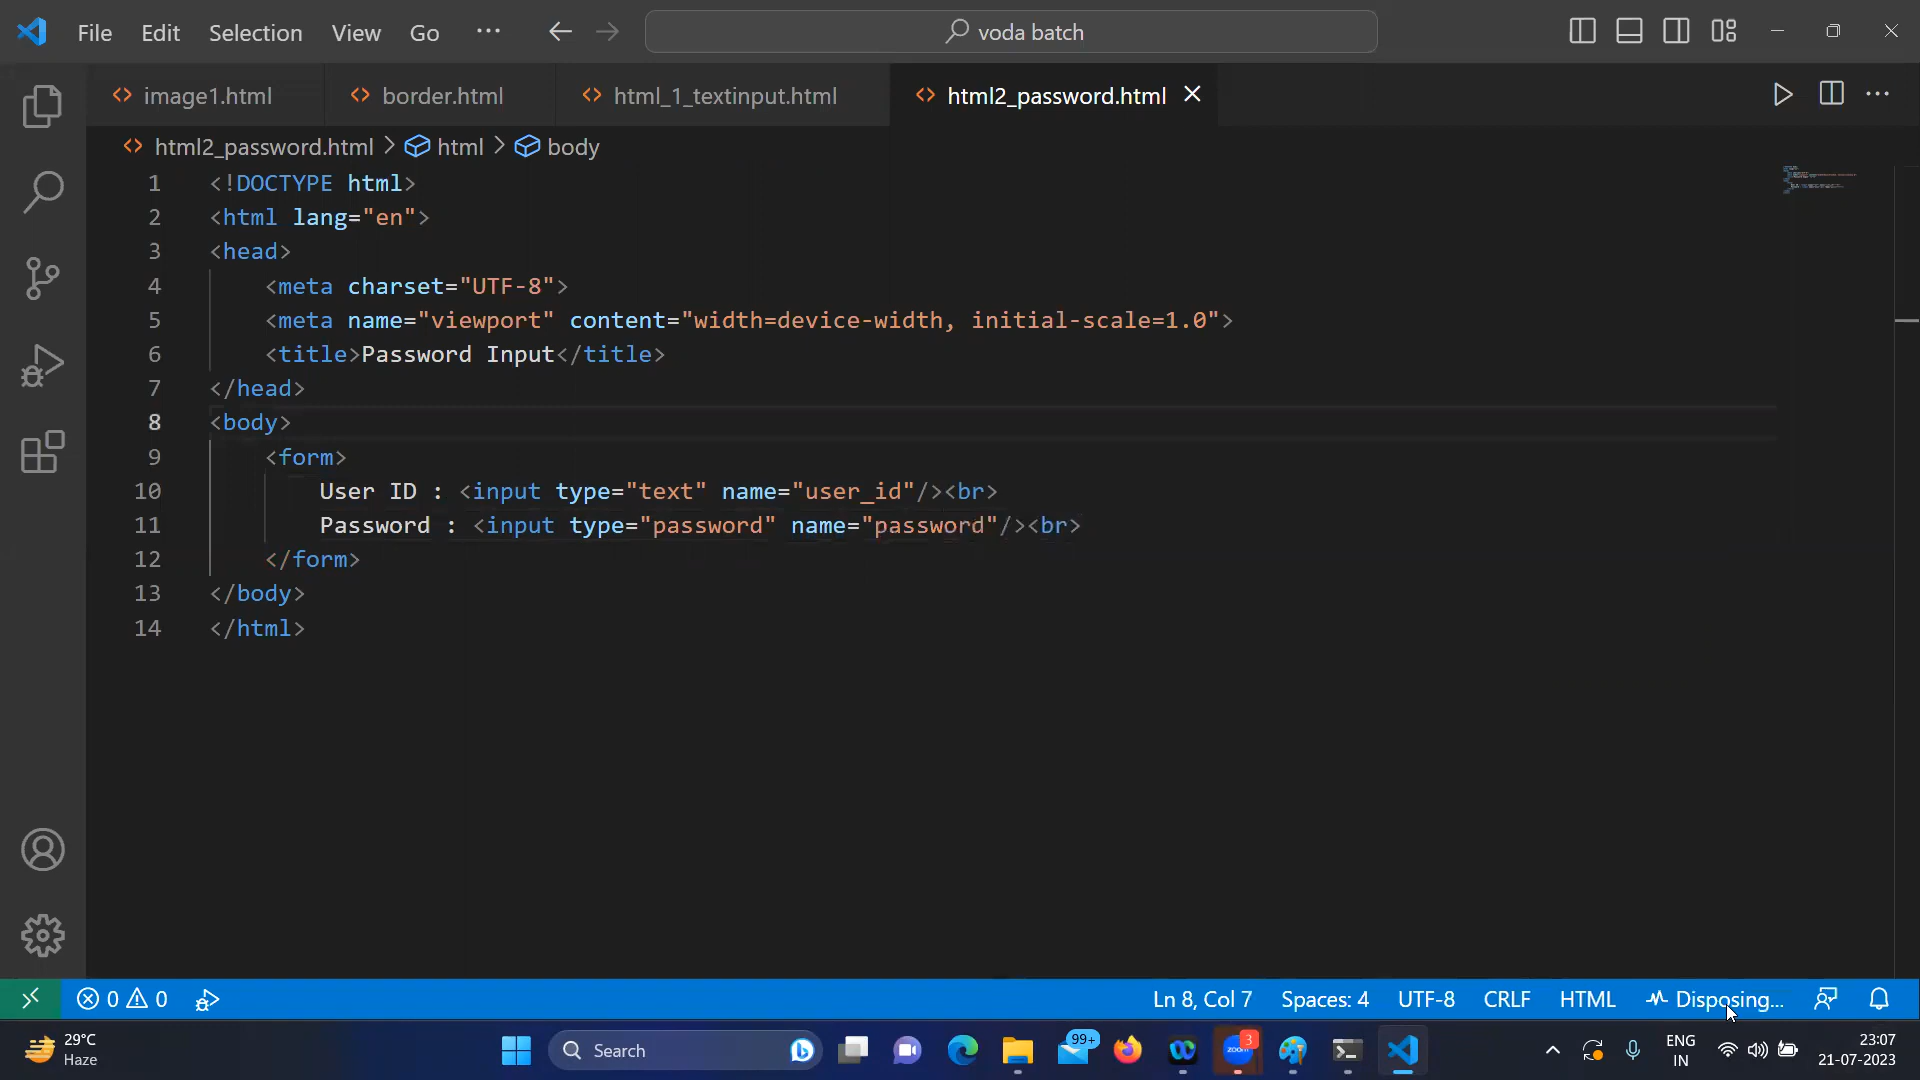 File Edit Selection View Go ··· voda batch
image1.html border.html html_1_textinput.html html2_password.html
html2_password.html > html > body
1 <!DOCTYPE html>
2 <html lang="en">
3 <head>
4 <meta charset="UTF-8">
5 <meta name="viewport" content="width=device-width, initial-scale=1.0">
6 <title>Password Input</title>
7 </head>
8 <body>
9 <form>
10 User ID : <input type="text" name="user_id"/><br>
11 Password : <input type="password" name="password"/><br>
12 </form>
13 </body>
14 </html>
0 0 Ln 8, Col 7 Spaces: 4 UTF-8 CRLF HTML Disposing...
29°C
Haze
Search
99+
zoom
3
ENG
IN
23:07
21-07-2023